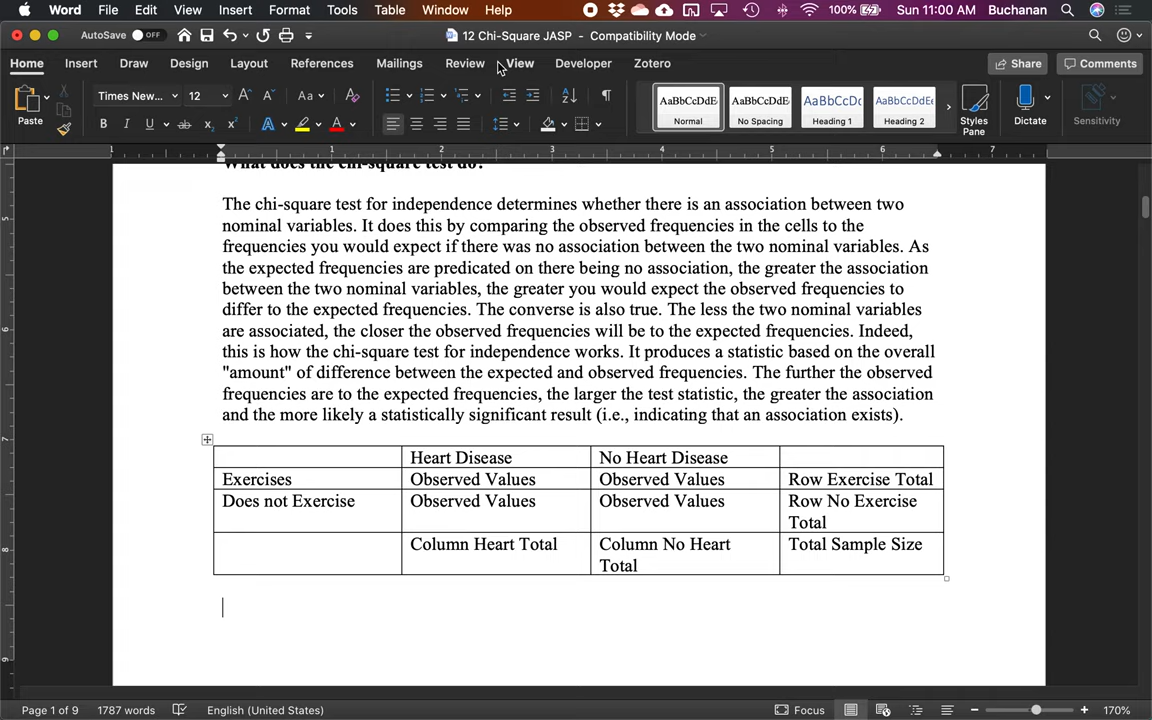 Word File Edit View Insert Format Tools Table Window Help 100% Sun 11:00 AM Buchanan
AutoSave OFF 12 Chi-Square JASP - Compatibility Mode
Home Insert Draw Design Layout References Mailings Review View Developer Zotero Share Comments
Paste Times New... 12 Aa AaBbCcDdE Normal AaBbCcDdE No Spacing AaBbCcDc Heading 1 AaBbCcDdEe Heading 2 Styles Pane Dictate Sensitivity
What does the chi-square test do?
The chi-square test for independence determines whether there is an association between two
nominal variables. It does this by comparing the observed frequencies in the cells to the
frequencies you would expect if there was no association between the two nominal variables. As
the expected frequencies are predicated on there being no association, the greater the association
between the two nominal variables, the greater you would expect the observed frequencies to
differ to the expected frequencies. The converse is also true. The less the two nominal variables
are associated, the closer the observed frequencies will be to the expected frequencies. Indeed,
this is how the chi-square test for independence works. It produces a statistic based on the overall
"amount" of difference between the expected and observed frequencies. The further the observed
frequencies are to the expected frequencies, the larger the test statistic, the greater the association
and the more likely a statistically significant result (i.e., indicating that an association exists).
Heart Disease No Heart Disease
Exercises Observed Values Observed Values Row Exercise Total
Does not Exercise Observed Values Observed Values Row No Exercise
Total
Column Heart Total Column No Heart Total Sample Size
Total
Page 1 of 9 1787 words English (United States) Focus 170%